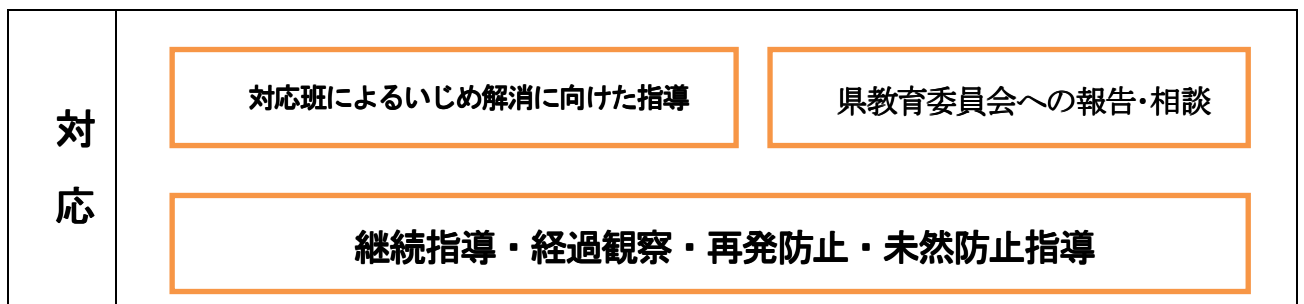 対応
対応班によるいじめ解消に向けた指導
県教育委員会への報告・相談
継続指導・経過観察・再発防止・未然防止指導